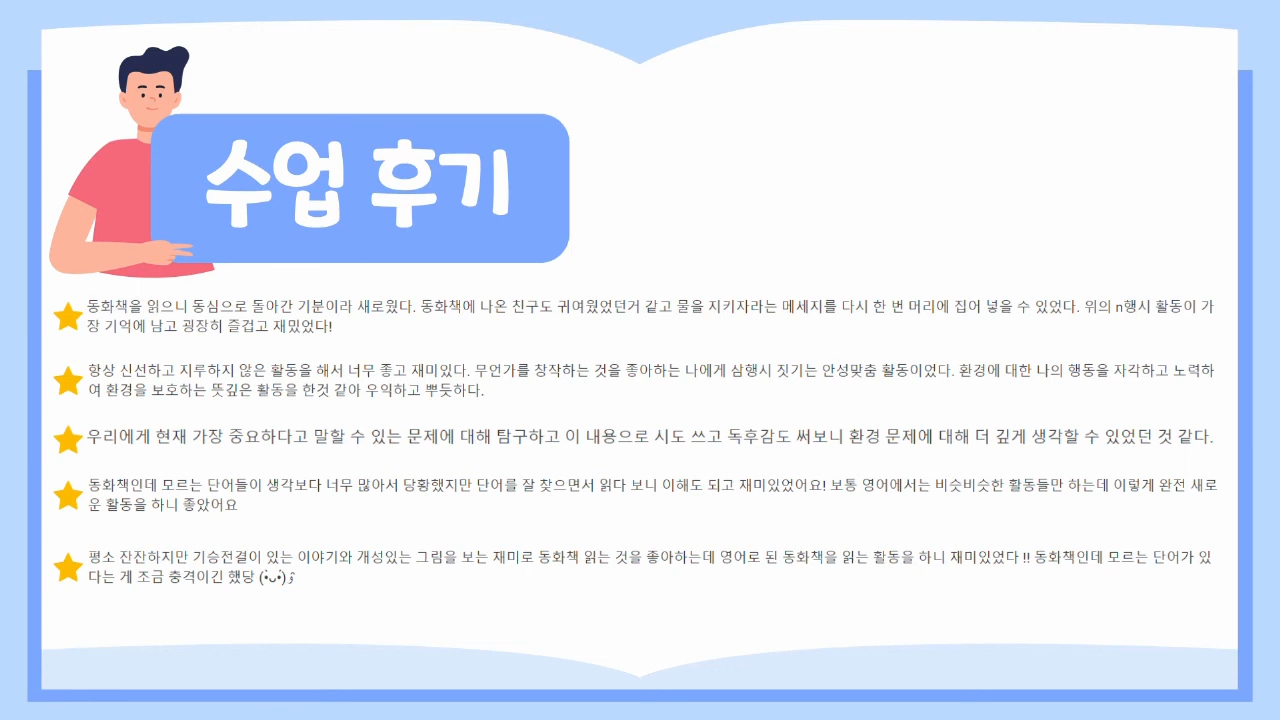 수업 후기
동화책을 읽으니 동심으로 돌아간 기분이라 새로웠다. 동화책에 나온 친구도 귀여웠었던거 같고 물을 지키자라는 메세지를 다시 한 번 머리에 집어 넣을 수 있었다. 위의 n행시 활동이 가
장 기억에 남고 굉장히 즐겁고 재밌었다!
항상 신선하고 지루하지 않은 활동을 해서 너무 좋고 재미있다. 무언가를 창작하는 것을 좋아하는 나에게 삼행시 짓기는 안성맞춤 활동이었다. 환경에 대한 나의 행동을 자각하고 노력하
여 환경을 보호하는 뜻깊은 활동을 한것 같아 우익하고 뿌듯하다.
우리에게 현재 가장 중요하다고 말할 수 있는 문제에 대해 탐구하고 이 내용으로 시도 쓰고 독후감도 써보니 환경 문제에 대해 더 깊게 생각할 수 있었던 것 같다.
동화책인데 모르는 단어들이 생각보다 너무 많아서 당황했지만 단어를 잘 찾으면서 읽다 보니 이해도 되고 재미있었어요! 보통 영어에서는 비슷비슷한 활동들만 하는데 이렇게 완전 새로
운 활동을 하니 좋았어요
평소 잔잔하지만 기승전결이 있는 이야기와 개성있는 그림을 보는 재미로 동화책 읽는 것을 좋아하는데 영어로 된 동화책을 읽는 활동을 하니 재미있었다 !! 동화책인데 모르는 단어가 있
다는 게 조금 충격이긴 했당 (•̀ᴗ•́)و